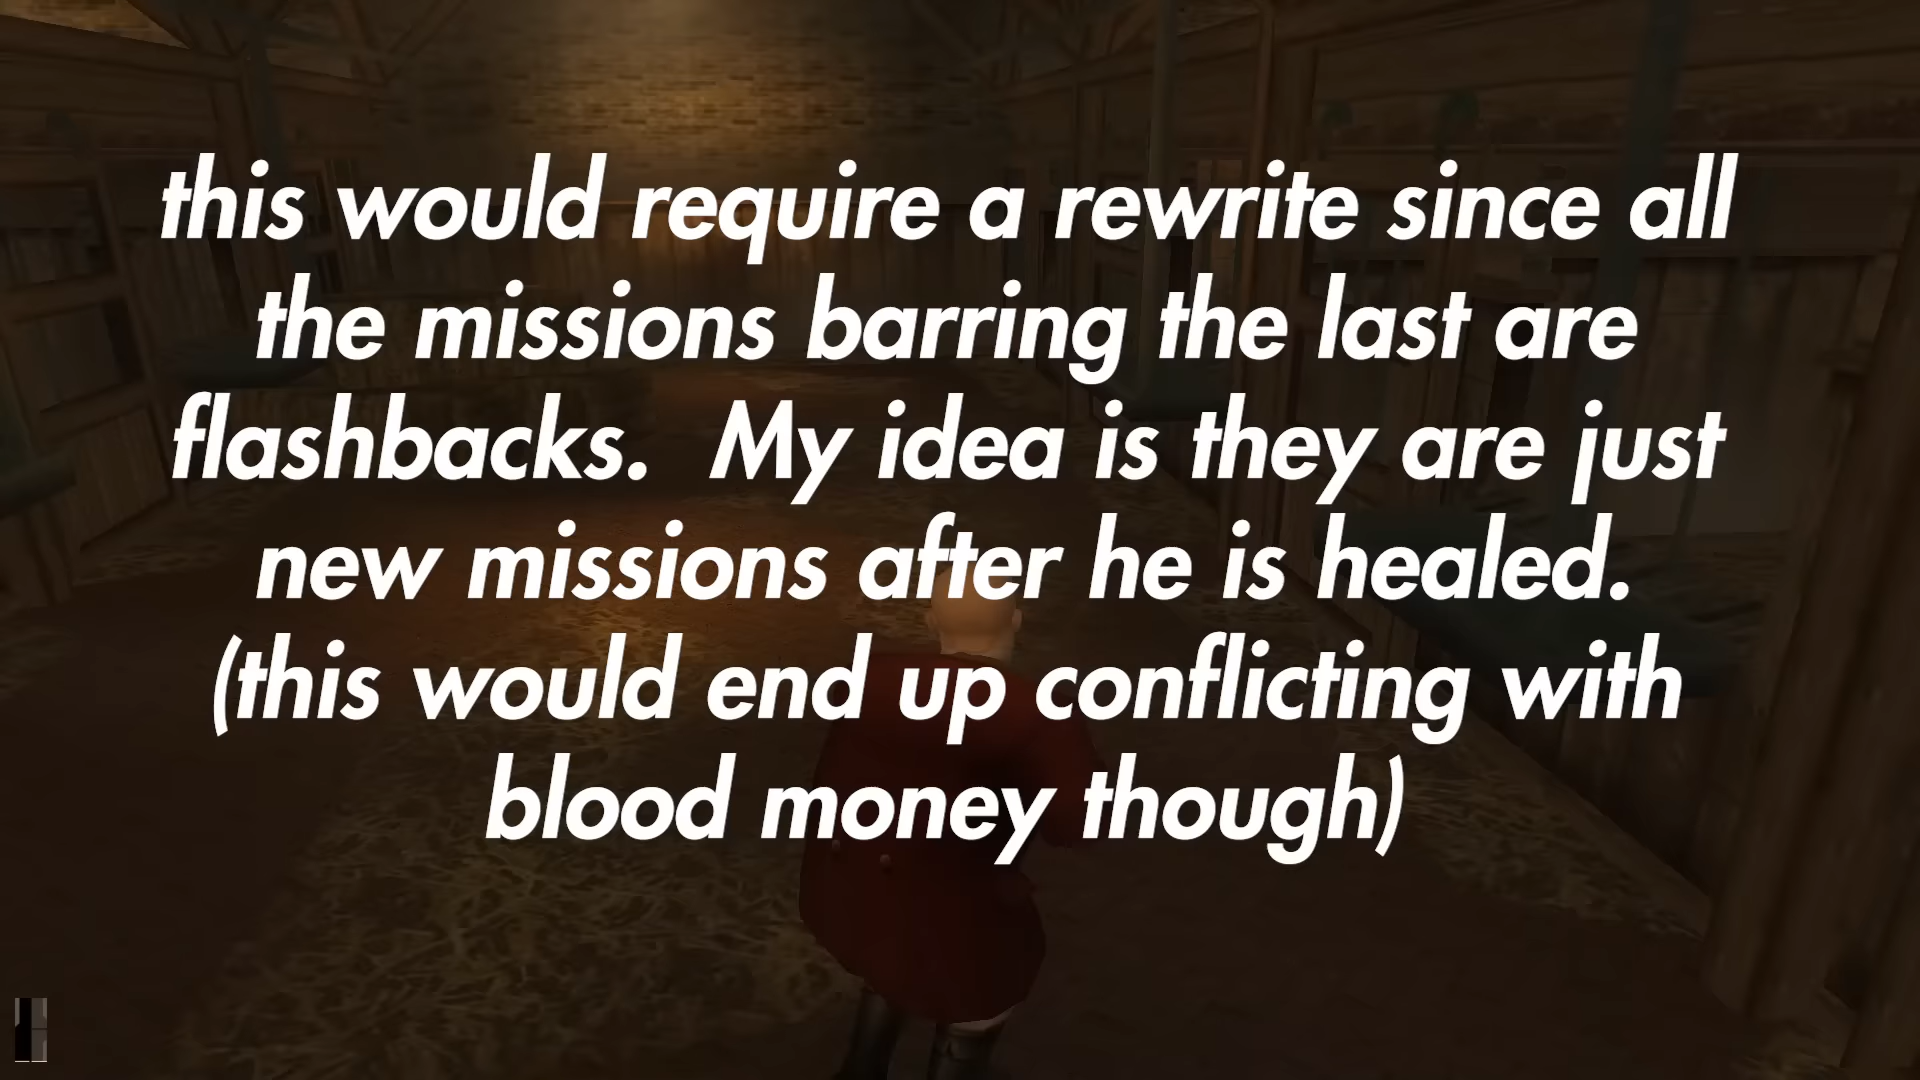 this would require a rewrite since all
the missions barring the last are
flashbacks.  My idea is they are just
new missions after he is healed.
(this would end up conflicting with
blood money though)